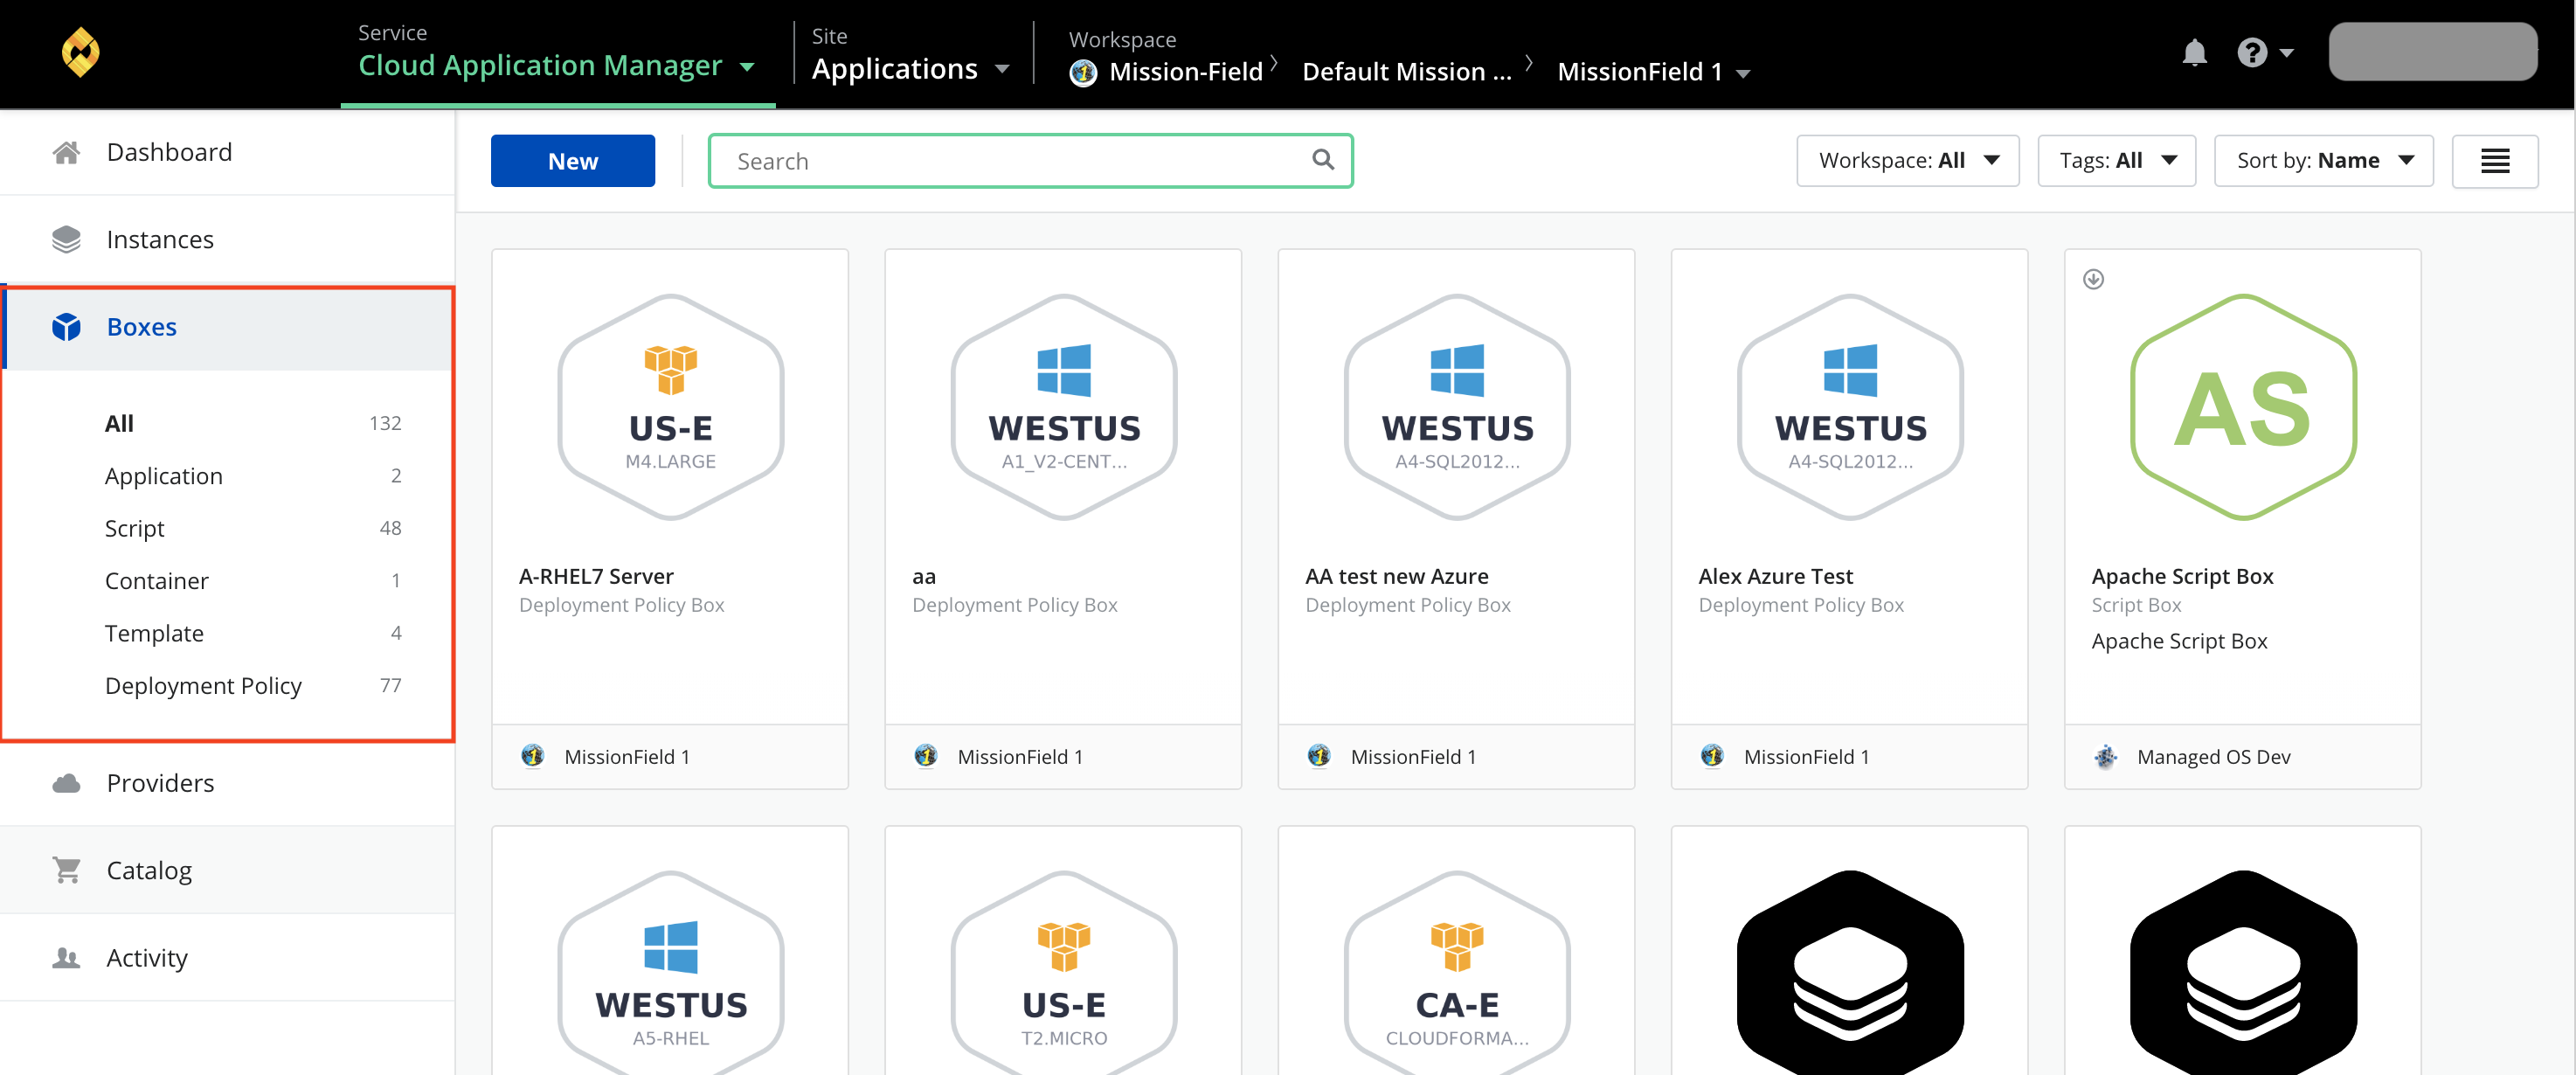 Service
Cloud Application Manager
Site
Applications
Workspace
Mission-Field
Default Mission ...
MissionField 1
?
Dashboard
Instances
Boxes
All 132
Application 2
Script 48
Container 1
Template 4
Deployment Policy 77
Providers
Catalog
Activity
New
Search
Workspace: All
Tags: All
Sort by: Name
US-E
M4.LARGE
A-RHEL7 Server
Deployment Policy Box
1 MissionField 1
WESTUS
A1_V2-CENT...
aa
Deployment Policy Box
1 MissionField 1
WESTUS
A4-SQL2012...
AA test new Azure
Deployment Policy Box
1 MissionField 1
WESTUS
A4-SQL2012...
Alex Azure Test
Deployment Policy Box
1 MissionField 1
AS
Apache Script Box
Script Box
Apache Script Box
Managed OS Dev
WESTUS
A5-RHEL
US-E
T2.MICRO
CA-E
CLOUDFORMA...